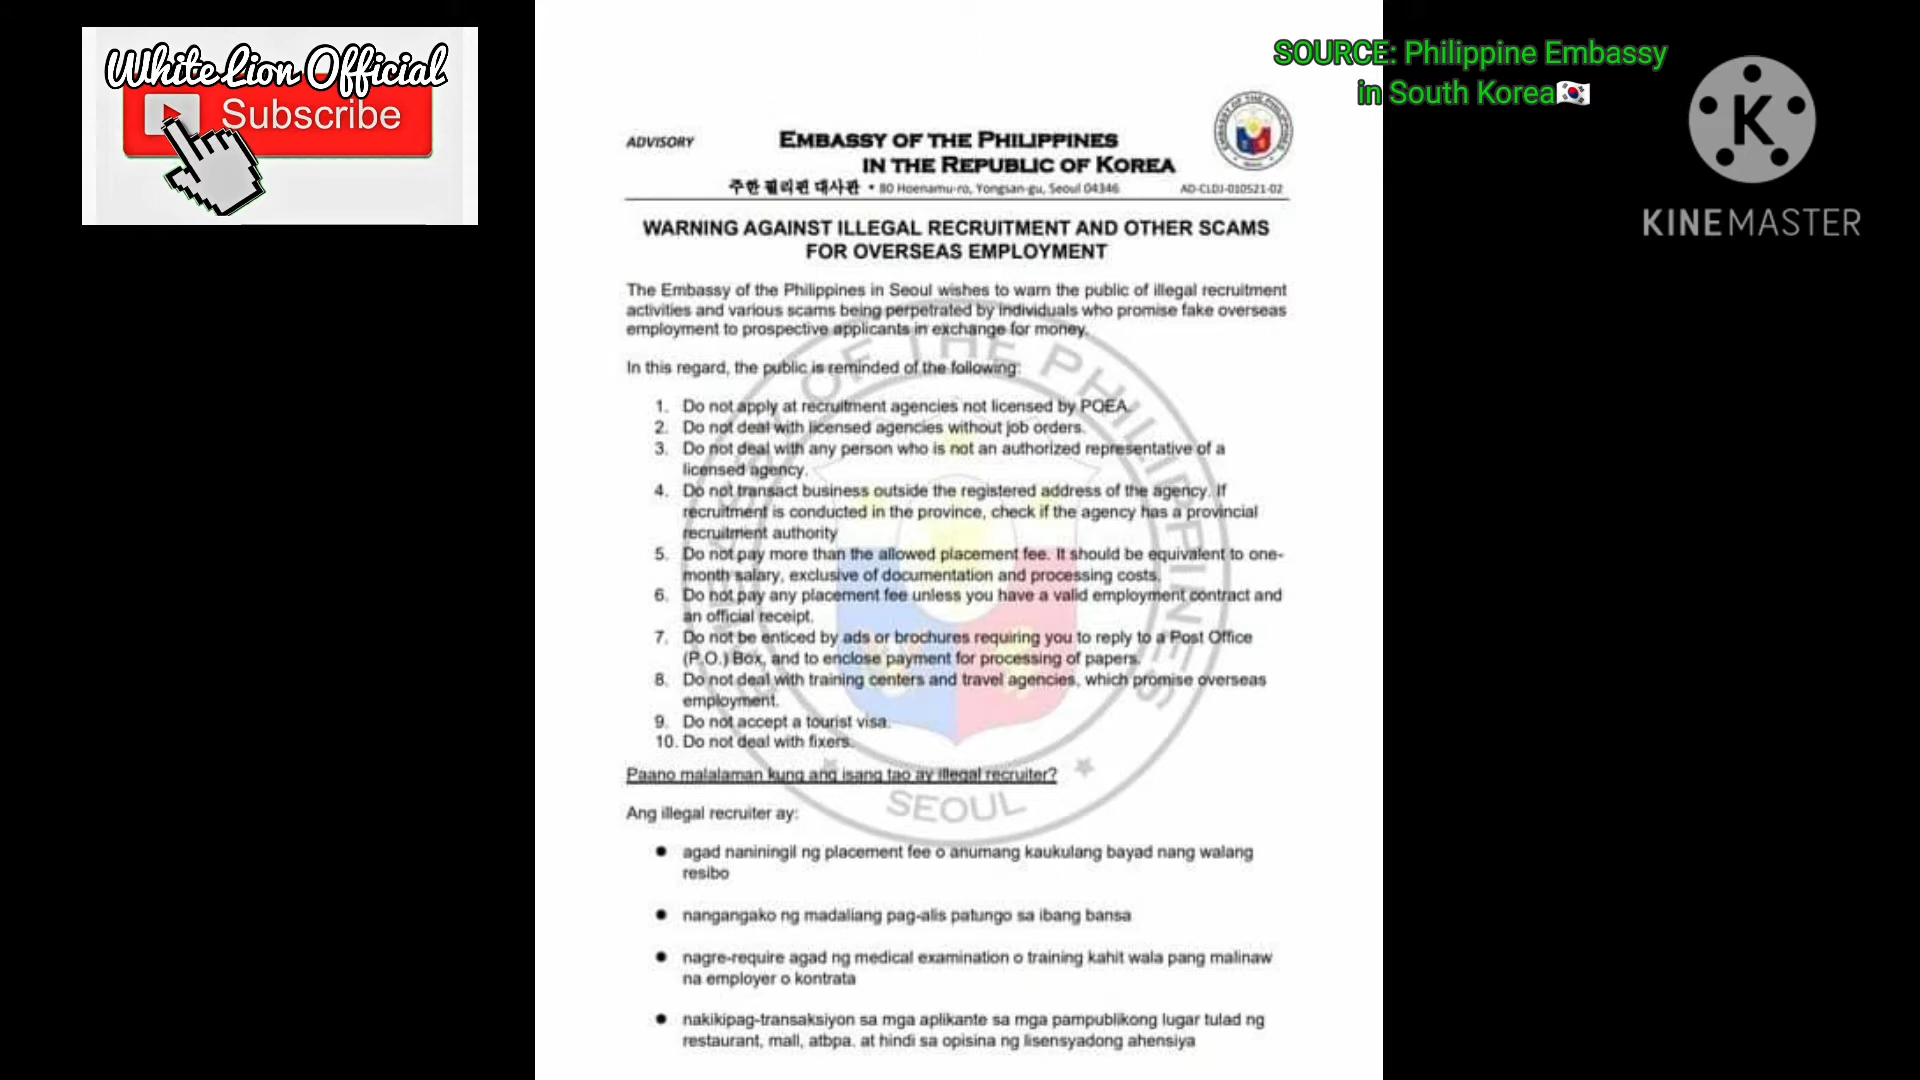 White Lion Official
Subscribe
SOURCE: Philippine Embassy
in South Korea🇰🇷
K
KINEMASTER
ADVISORY
EMBASSY OF THE PHILIPPINES
IN THE REPUBLIC OF KOREA
주한 필리핀 대사관 • 80 Hoenamu-ro, Yongsan-gu, Seoul 04346
AD-CLDJ-010521-02
WARNING AGAINST ILLEGAL RECRUITMENT AND OTHER SCAMS
FOR OVERSEAS EMPLOYMENT
The Embassy of the Philippines in Seoul wishes to warn the public of illegal recruitment
activities and various scams being perpetrated by individuals who promise fake overseas
employment to prospective applicants in exchange for money.
In this regard, the public is reminded of the following:
1. Do not apply at recruitment agencies not licensed by POEA.
2. Do not deal with licensed agencies without job orders.
3. Do not deal with any person who is not an authorized representative of a
licensed agency.
4. Do not transact business outside the registered address of the agency. If
recruitment is conducted in the province, check if the agency has a provincial
recruitment authority
5. Do not pay more than the allowed placement fee. It should be equivalent to one-
month salary, exclusive of documentation and processing costs.
6. Do not pay any placement fee unless you have a valid employment contract and
an official receipt.
7. Do not be enticed by ads or brochures requiring you to reply to a Post Office
(P.O.) Box, and to enclose payment for processing of papers.
8. Do not deal with training centers and travel agencies, which promise overseas
employment.
9. Do not accept a tourist visa.
10. Do not deal with fixers.
Paano malalaman kung ang isang tao ay illegal recruiter?
Ang illegal recruiter ay:
● agad naniningil ng placement fee o anumang kaukulang bayad nang walang
resibo
● nangangako ng madaliang pag-alis patungo sa ibang bansa
● nagre-require agad ng medical examination o training kahit wala pang malinaw
na employer o kontrata
● nakikipag-transaksiyon sa mga aplikante sa mga pampublikong lugar tulad ng
restaurant, mall, atbpa. at hindi sa opisina ng lisensyadong ahensiya
EMBASSY OF THE PHILIPPINES
SEOUL